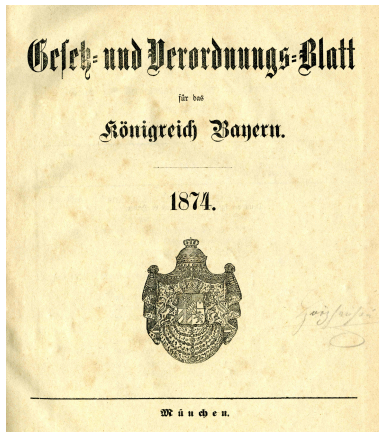 Gesetz- und Verordnungs-Blatt
für das
Königreich Bayern.
1874.
München.